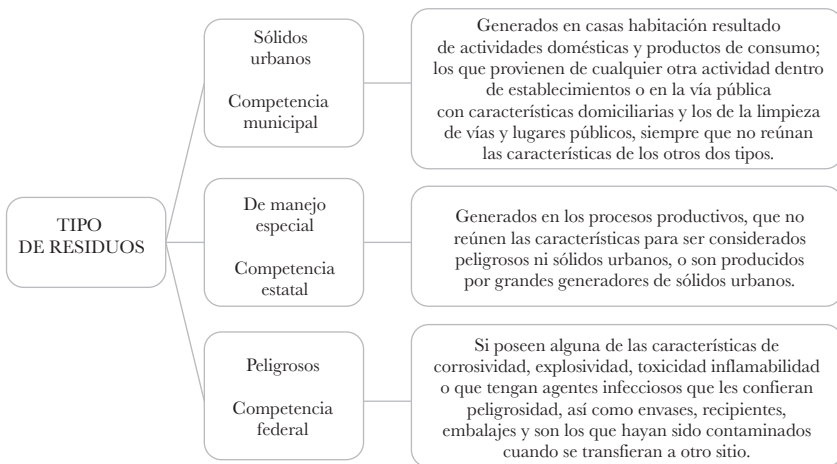 TIPO
DE RESIDUOS
Sólidos
urbanos
Competencia
municipal
Generados en casas habitación resultado
de actividades domésticas y productos de consumo;
los que provienen de cualquier otra actividad dentro
de establecimientos o en la vía pública
con características domiciliarias y los de la limpieza
de vías y lugares públicos, siempre que no reúnan
las características de los otros dos tipos.
De manejo
especial
Competencia
estatal
Generados en los procesos productivos, que no
reúnen las características para ser considerados
peligrosos ni sólidos urbanos, o son producidos
por grandes generadores de sólidos urbanos.
Peligrosos
Competencia
federal
Si poseen alguna de las características de
corrosividad, explosividad, toxicidad inflamabilidad
o que tengan agentes infecciosos que les confieran
peligrosidad, así como envases, recipientes,
embalajes y son los que hayan sido contaminados
cuando se transfieran a otro sitio.